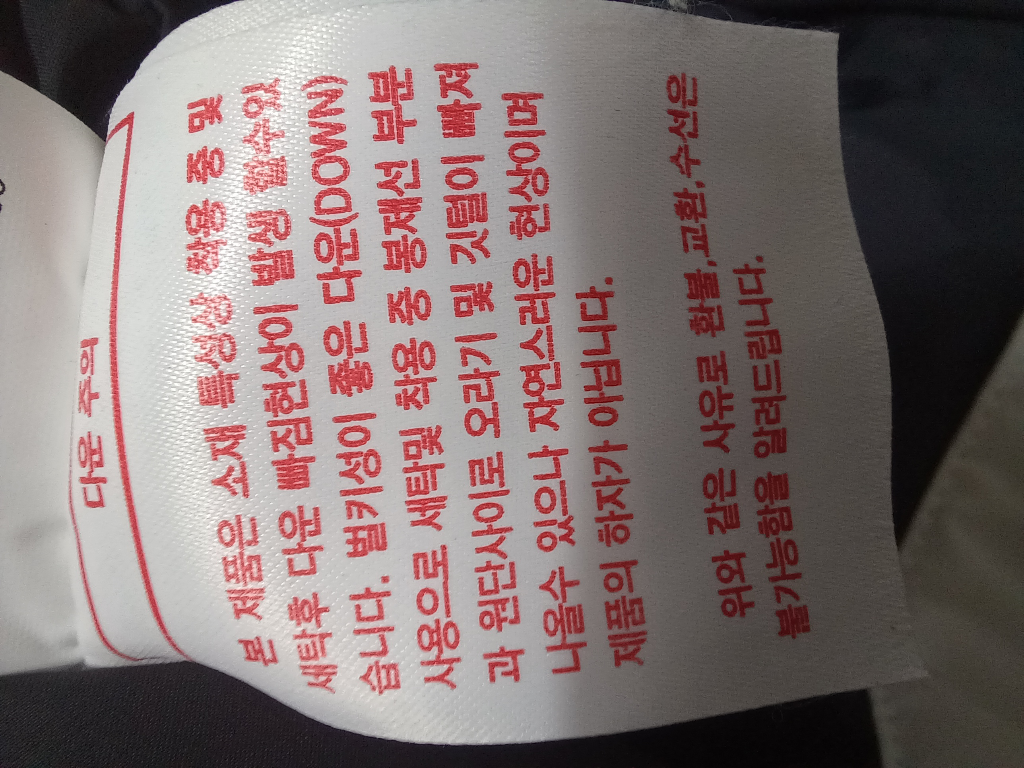 다운 주의
본 제품은 소재 특성상 착용 중 및
세탁후 다운 빠짐현상이 발생 할수있
습니다. 벌키성이 좋은 다운(DOWN)
사용으로 세탁및 착용 중 봉재선 부분
과 원단사이로 오라기 및 깃털이 빠져
나올수 있으나 자연스러운 현상이며
제품의 하자가 아닙니다.
위와 같은 사유로 환불,교환,수선은
불가능함을 알려드립니다.